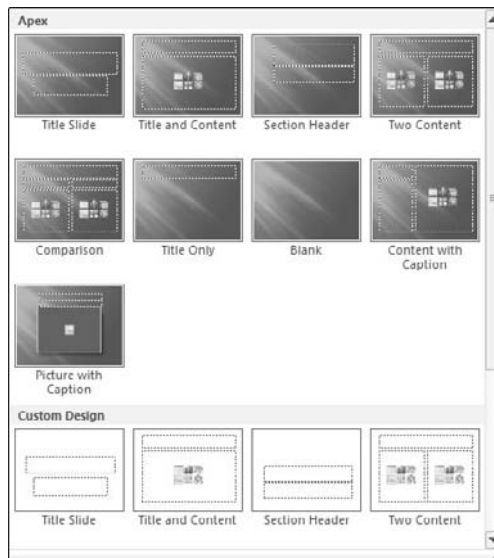 Apex
Title Slide
Title and Content
Section Header
Two Content
Comparison
Title Only
Blank
Content with
Caption
Picture with
Caption
Custom Design
Title Slide
Title and Content
Section Header
Two Content